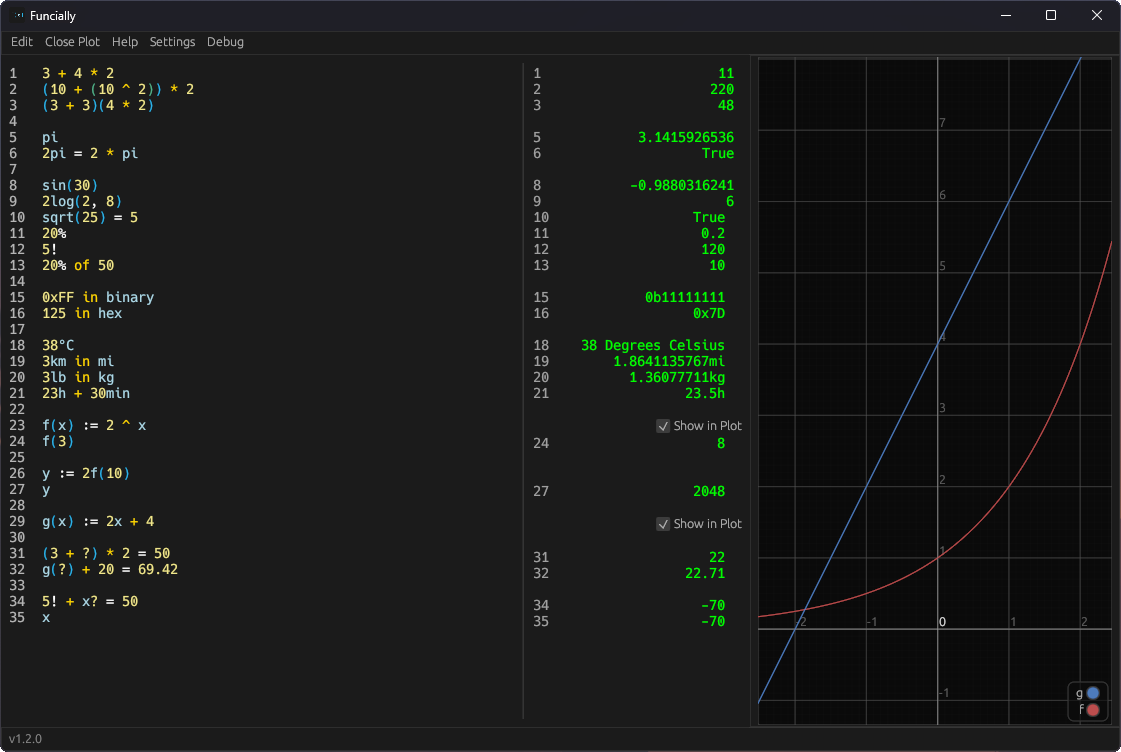 Funcially
Edit Close Plot Help Settings Debug
1 3 + 4 * 2
2 (10 + (10 ^ 2)) * 2
3 (3 + 3)(4 * 2)
4
5 pi
6 2pi = 2 * pi
7
8 sin(30)
9 2log(2, 8)
10 sqrt(25) = 5
11 20%
12 5!
13 20% of 50
14
15 0xFF in binary
16 125 in hex
17
18 38°C
19 3km in mi
20 3lb in kg
21 23h + 30min
22
23 f(x) := 2 ^ x
24 f(3)
25
26 y := 2f(10)
27 y
28
29 g(x) := 2x + 4
30
31 (3 + ?) * 2 = 50
32 g(?) + 20 = 69.42
33
34 5! + x? = 50
35 x
1 11
2 220
3 48
5 3.1415926536
6 True
8 -0.9880316241
9 6
10 True
11 0.2
12 120
13 10
15 0b11111111
16 0x7D
18 38 Degrees Celsius
19 1.8641135767mi
20 1.36077711kg
21 23.5h
Show in Plot
24 8
27 2048
Show in Plot
31 22
32 22.71
34 -70
35 -70
7
6
5
4
3
2
1
-2 -1 0 1 2
-1
g
f
v1.2.0